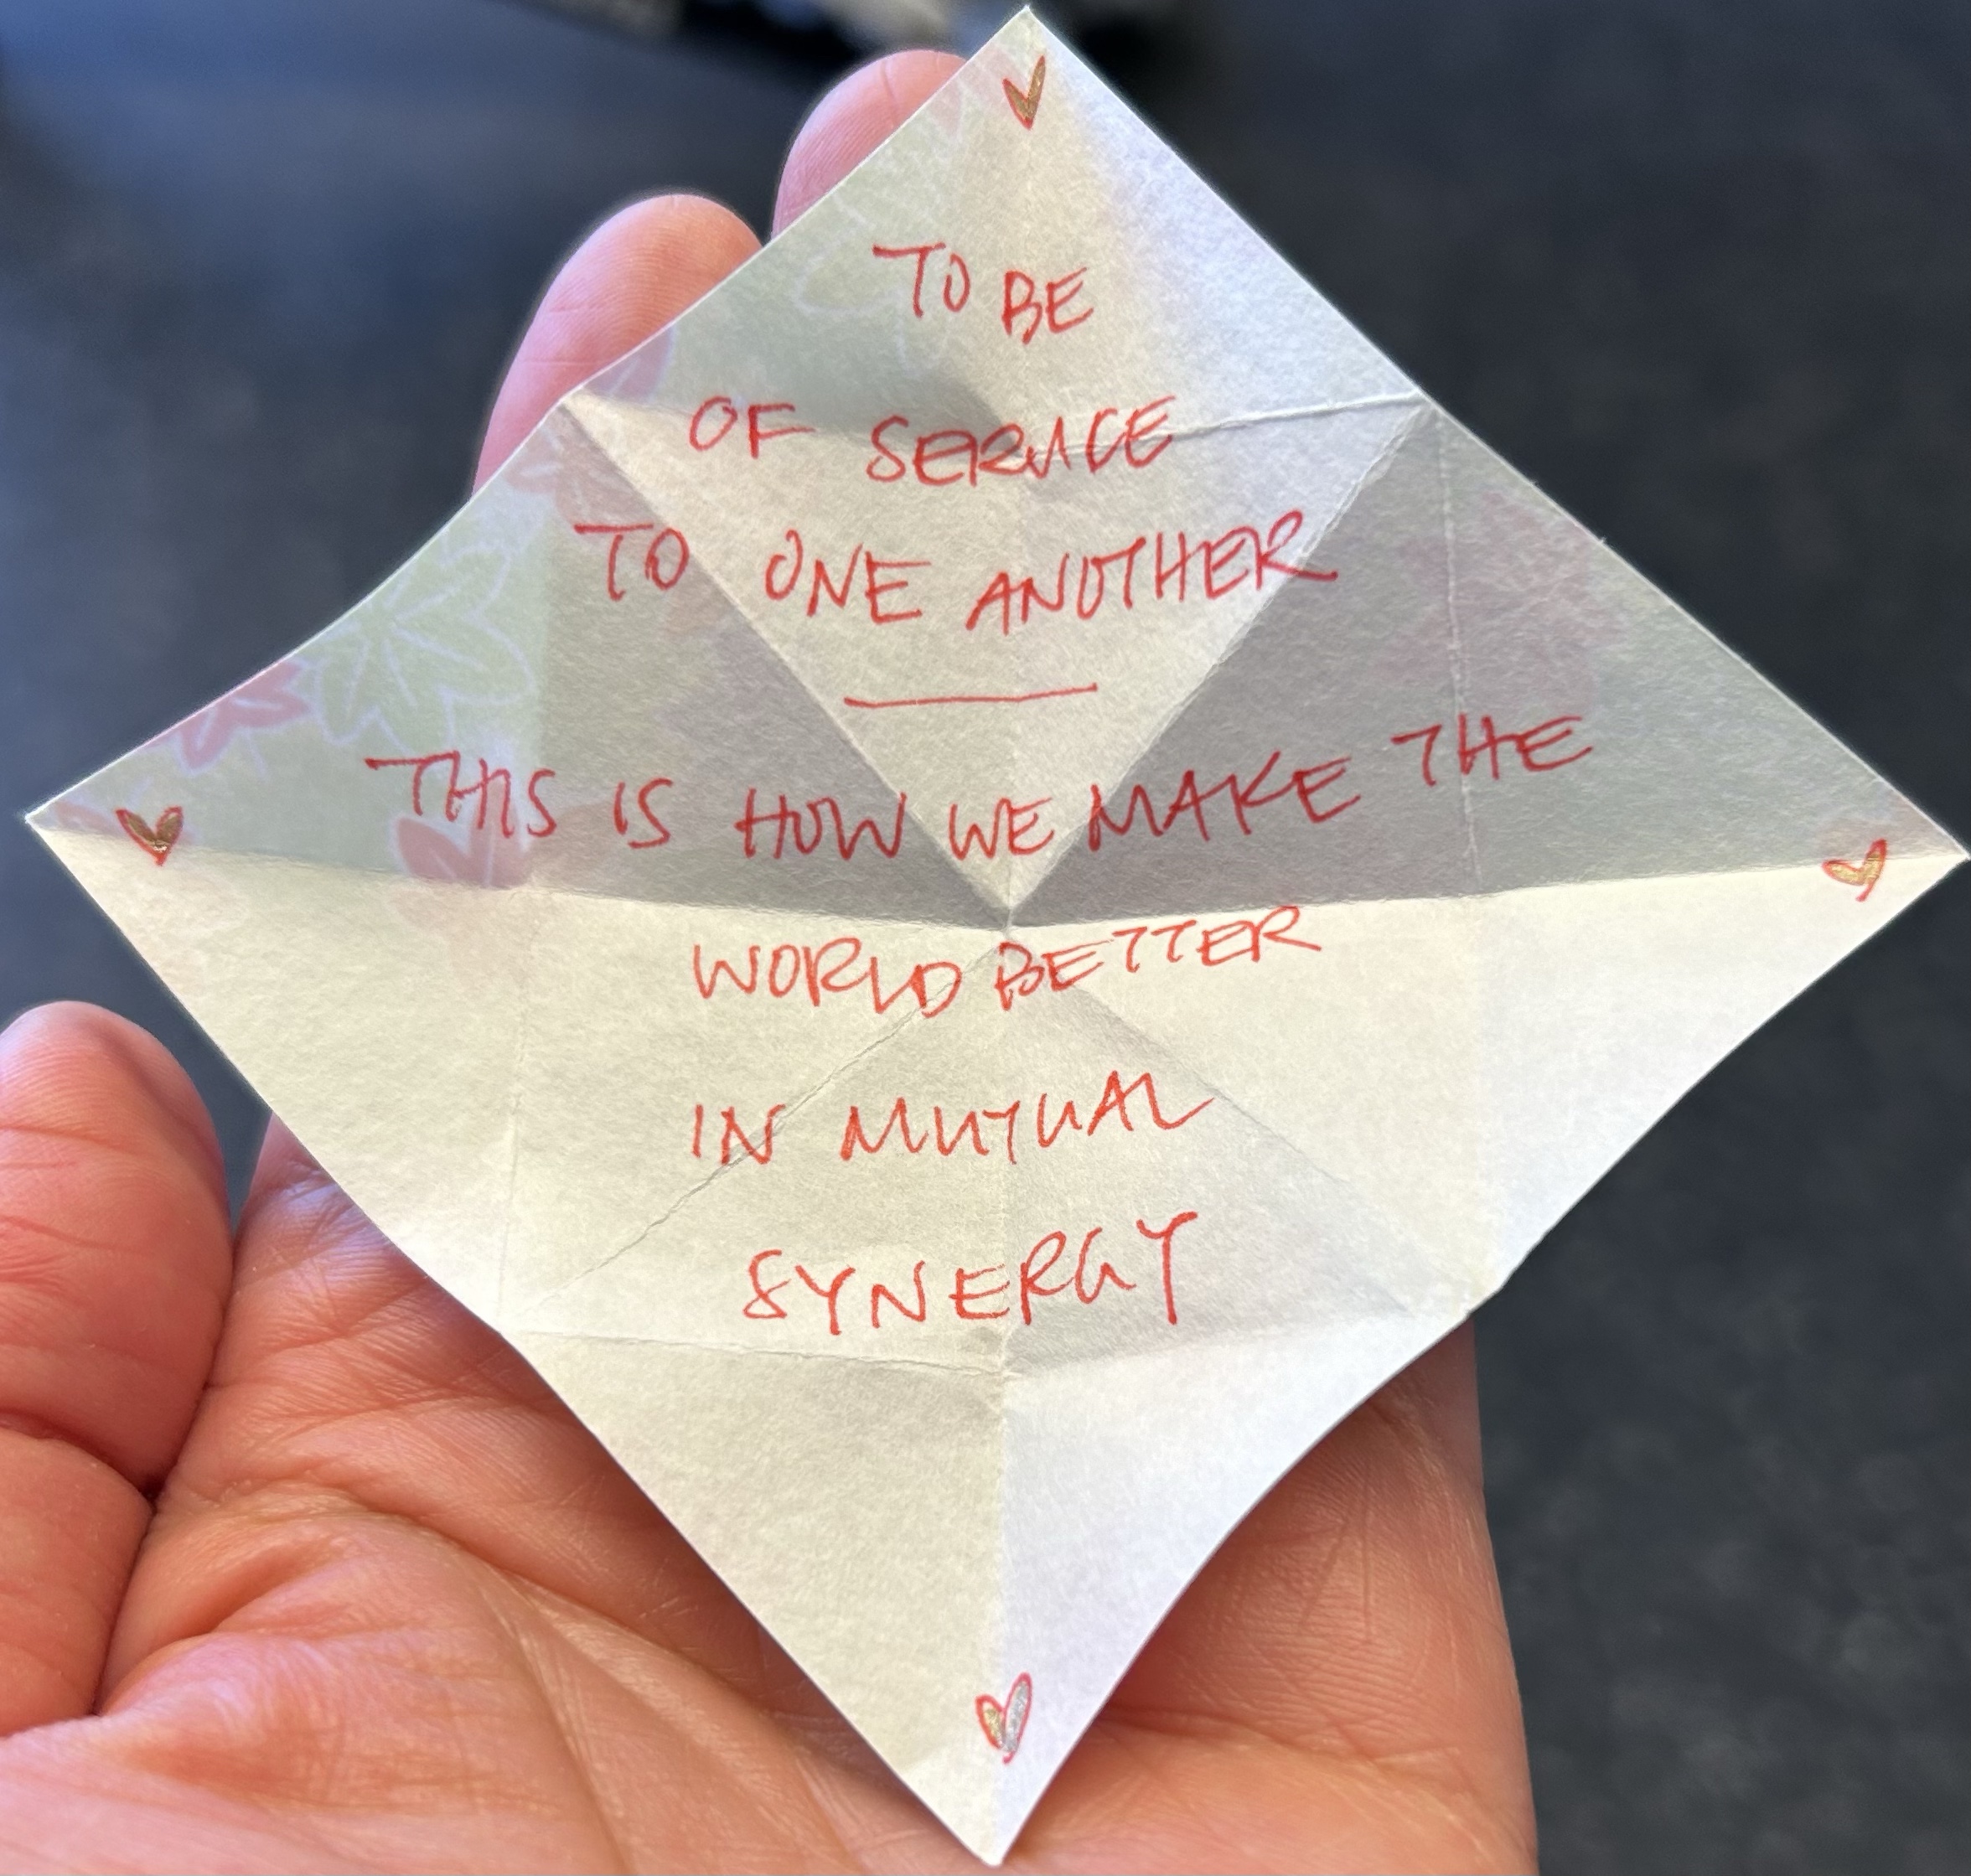 TO BE
OF SERVICE
TO ONE ANOTHER
THIS IS HOW WE MAKE THE
WORLD BETTER
IN MUTUAL
SYNERGY